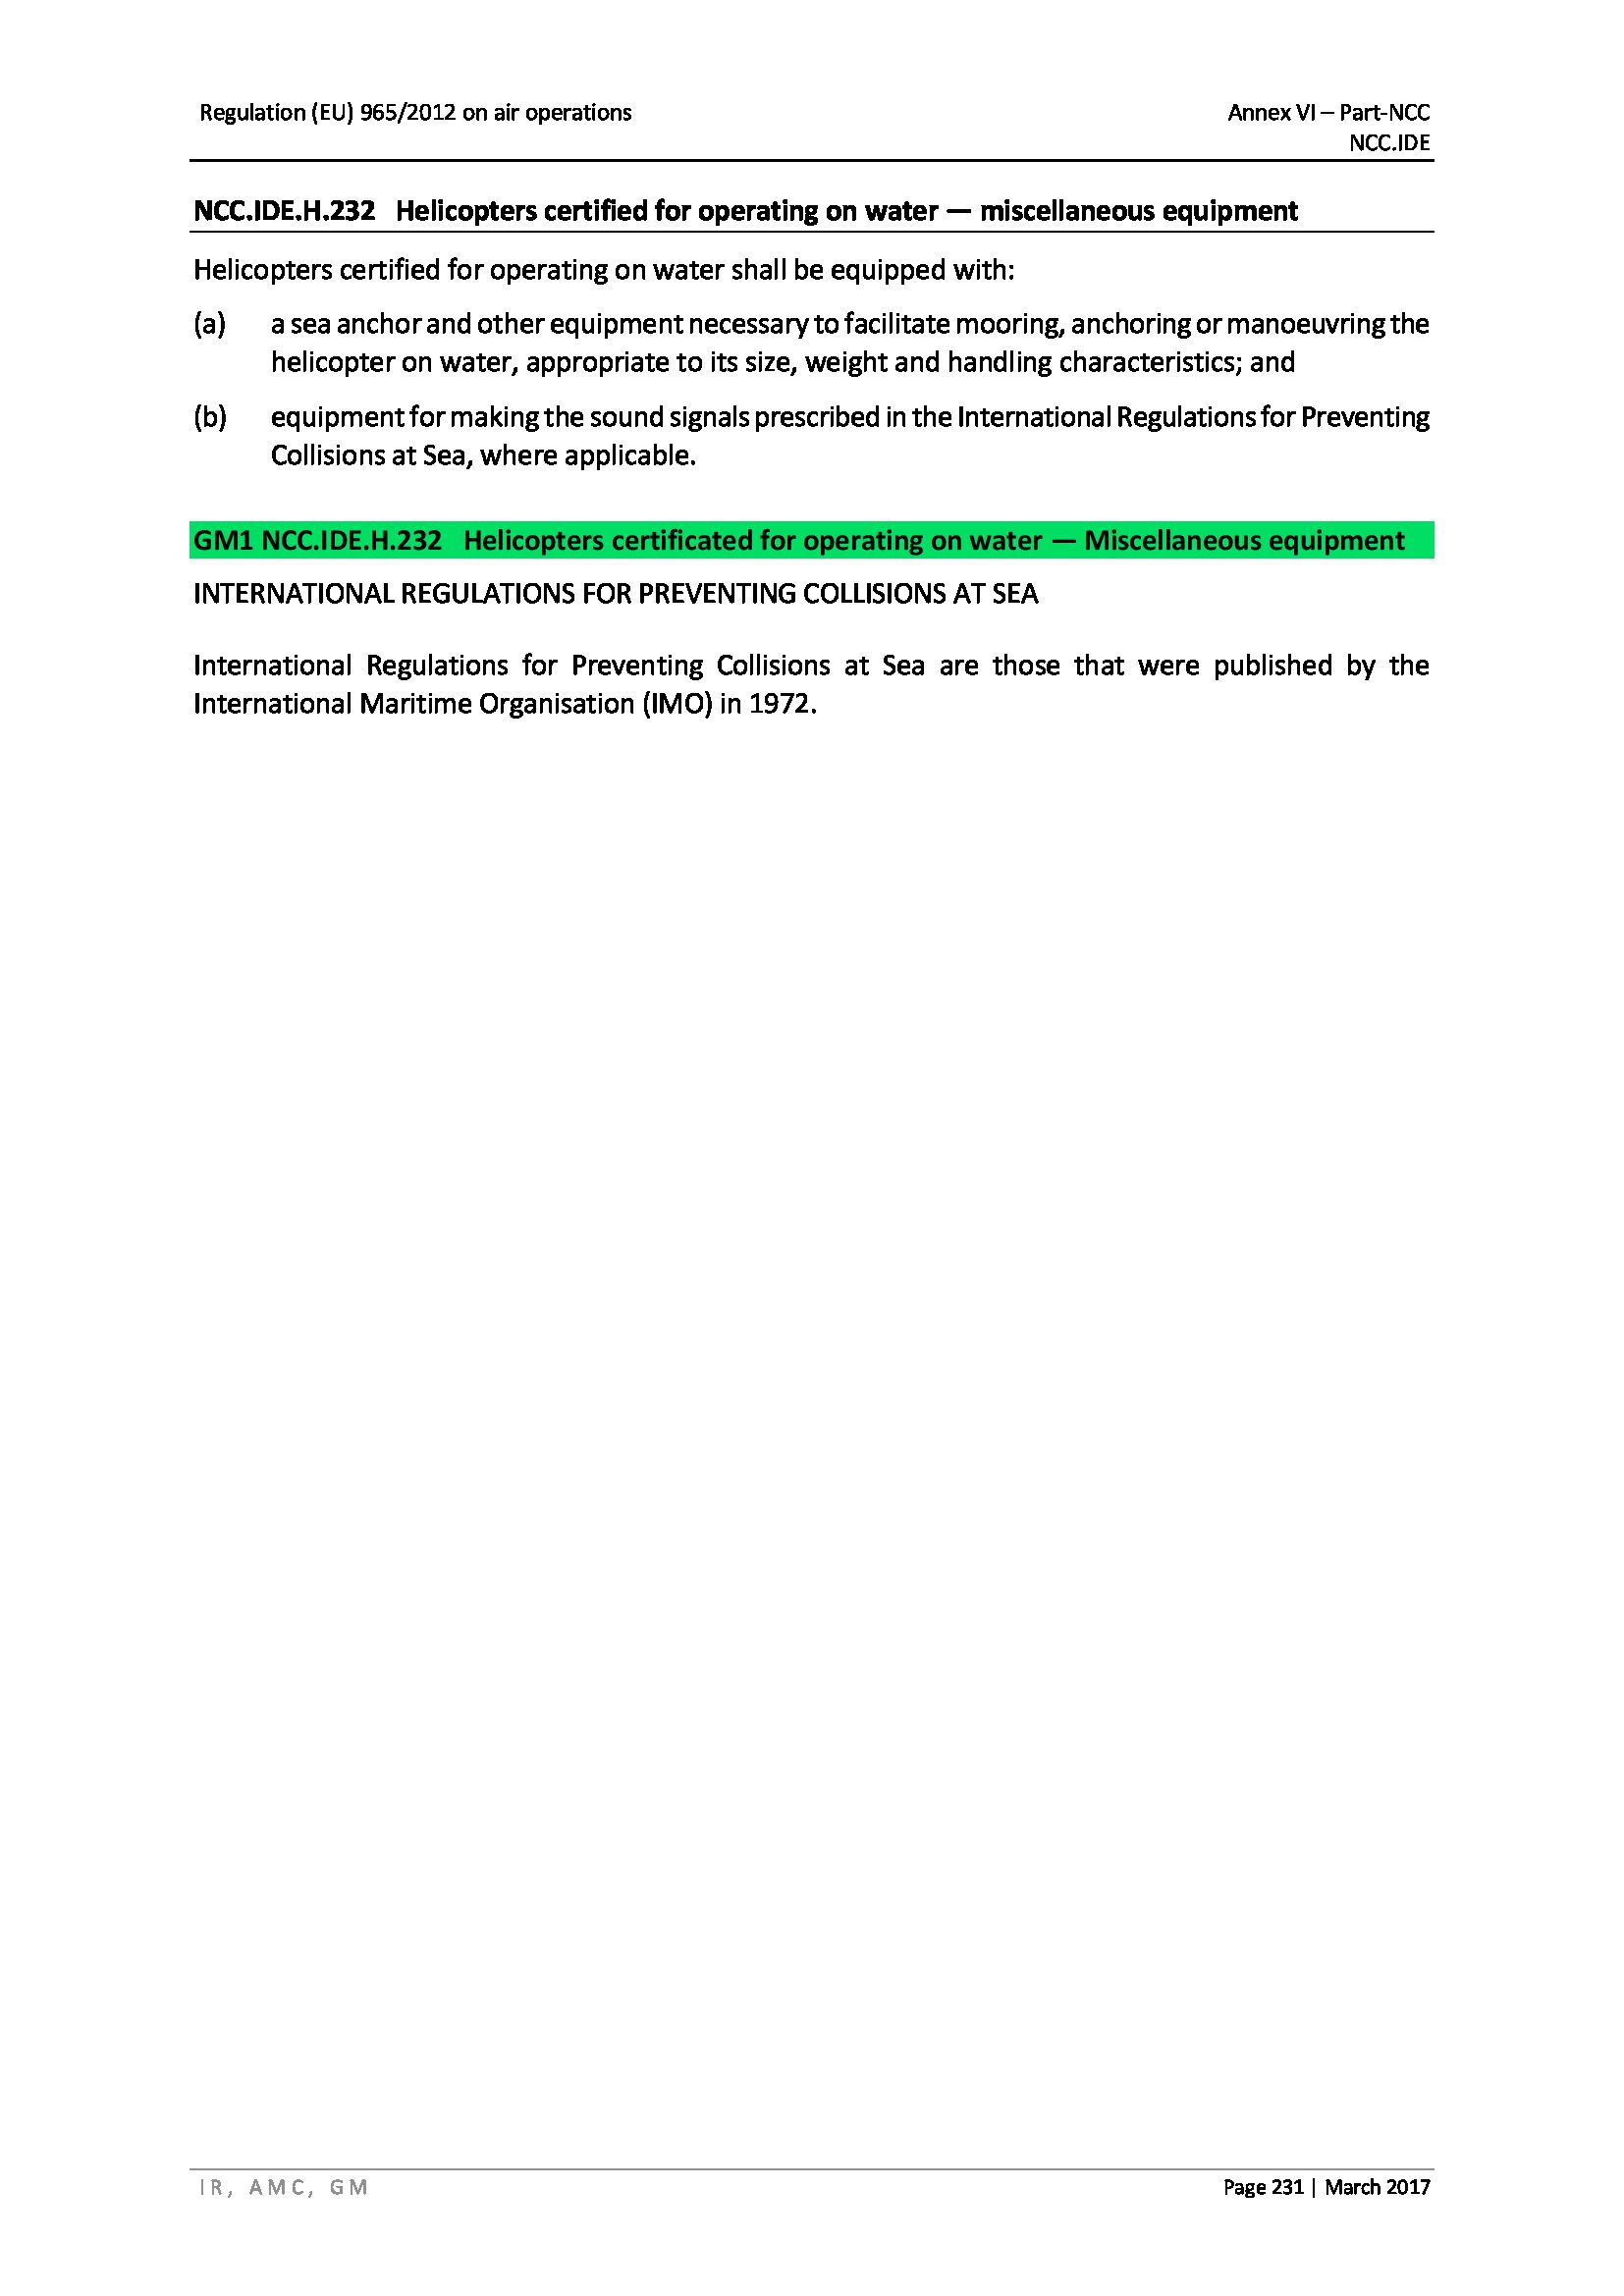 Regulation (EU) 965/2012 on air operations
Annex VI – Part-NCC
NCC.IDE
NCC.IDE.H.232 Helicopters certified for operating on water — miscellaneous equipment
Helicopters certified for operating on water shall be equipped with:
(a) a sea anchor and other equipment necessary to facilitate mooring, anchoring or manoeuvring the
helicopter on water, appropriate to its size, weight and handling characteristics; and
(b) equipment for making the sound signals prescribed in the International Regulations for Preventing
Collisions at Sea, where applicable.
GM1 NCC.IDE.H.232 Helicopters certificated for operating on water — Miscellaneous equipment
INTERNATIONAL REGULATIONS FOR PREVENTING COLLISIONS AT SEA
International Regulations for Preventing Collisions at Sea are those that were published by the
International Maritime Organisation (IMO) in 1972.
IR, AMC, GM
Page 231 | March 2017